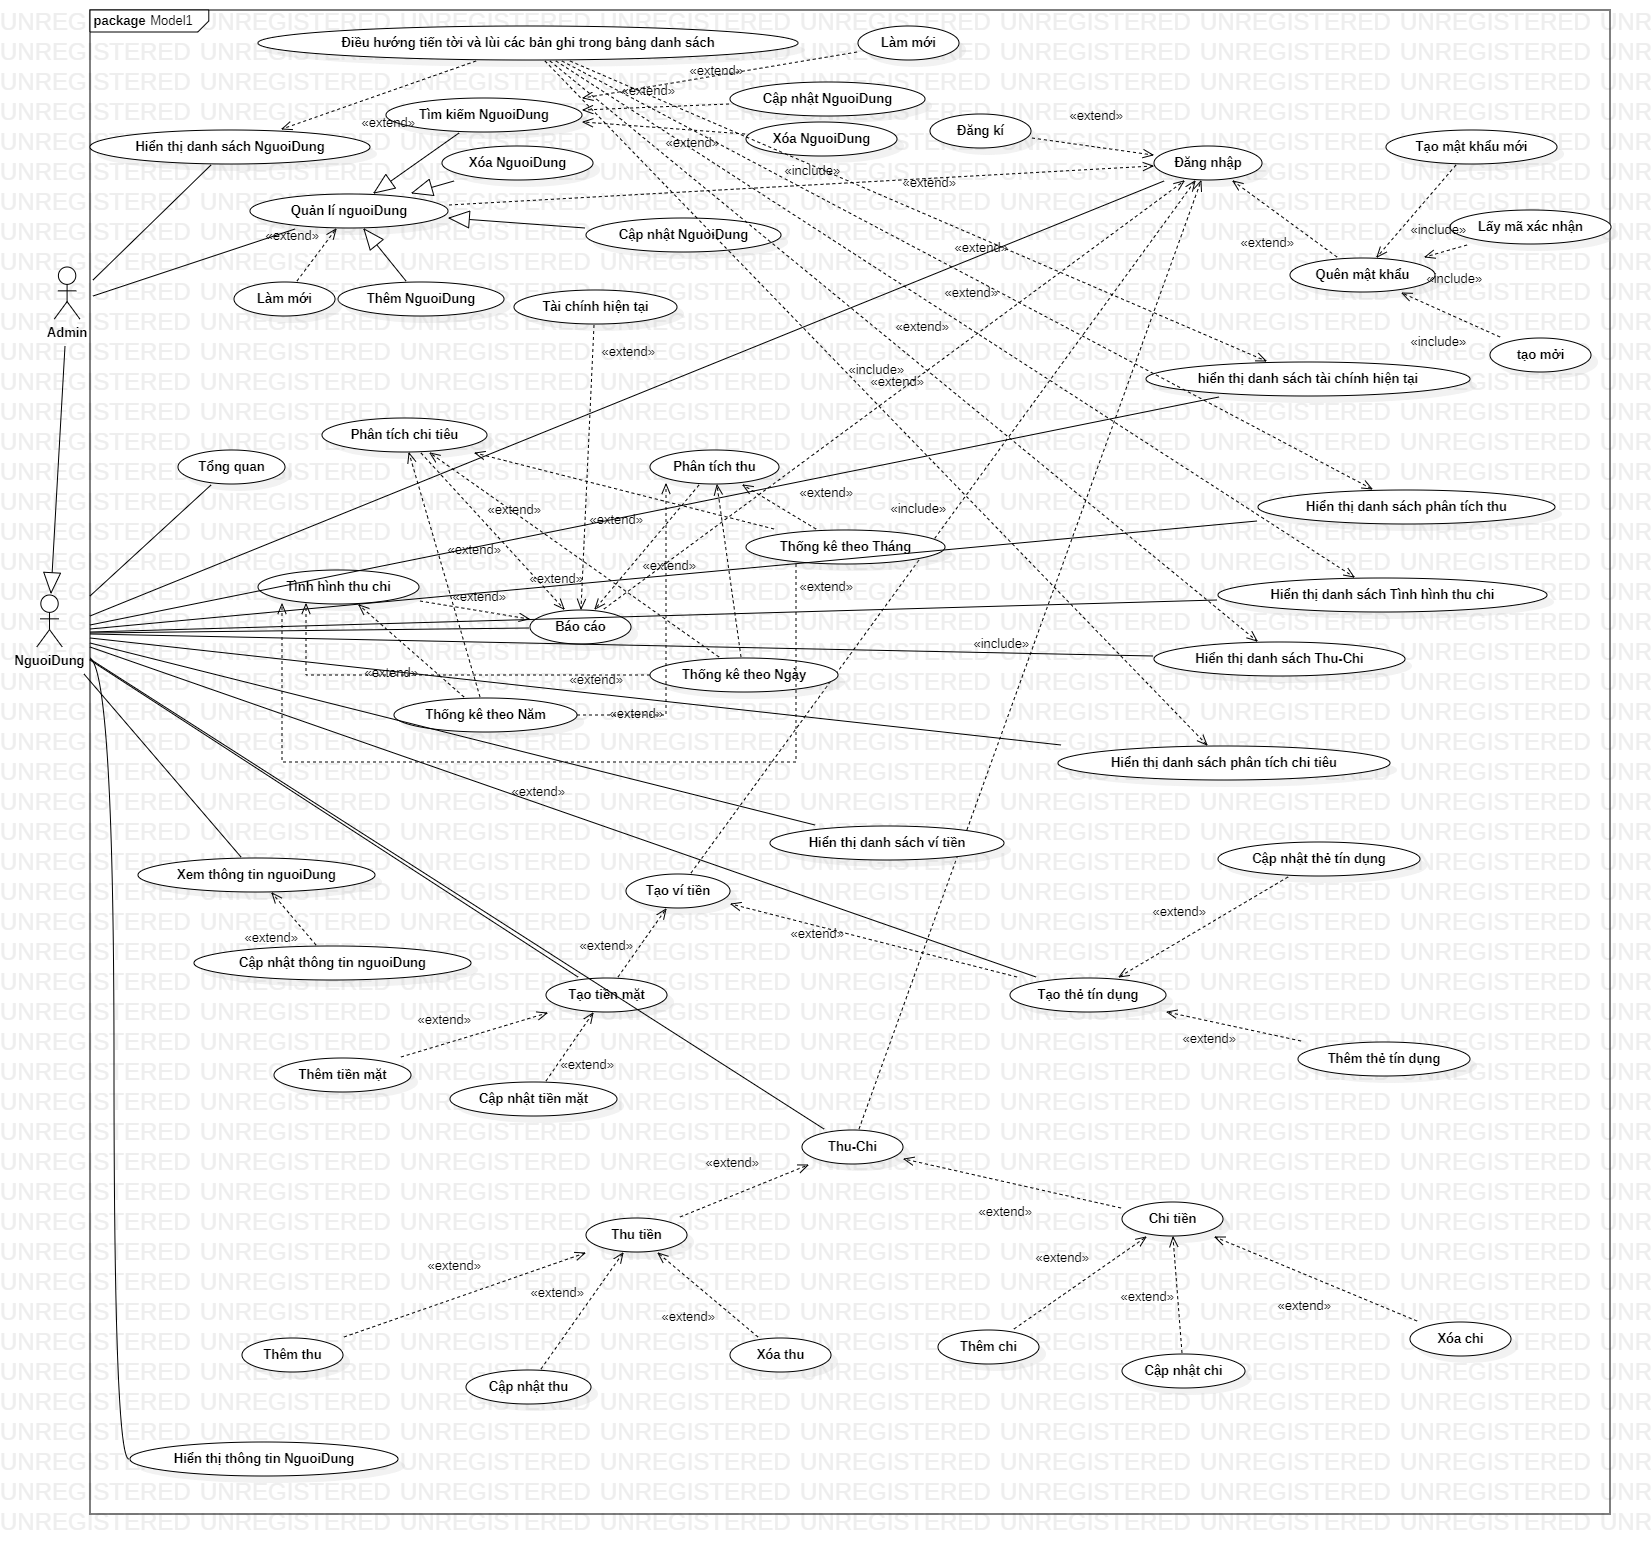 package Model1
Điều hướng tiến tời và lùi các bản ghi trong bảng danh sách
Làm mới
«extend»
«extend»
Cập nhật NguoiDung
Tìm kiếm NguoiDung
«extend»
Xóa NguoiDung
«extend»
Đăng kí
«extend»
Hiển thị danh sách NguoiDung
Xóa NguoiDung
«include»
«extend»
Đăng nhập
Tạo mật khẩu mới
Quản lí nguoiDung
«extend»
Cập nhật NguoiDung
«extend»
«extend»
«include»
Lấy mã xác nhận
Quên mật khẩu
«include»
Làm mới
Thêm NguoiDung
Tài chính hiện tại
«extend»
«extend»
Admin
«extend»
«include»
«extend»
«include»
tạo mời
hiển thị danh sách tài chính hiện tại
Phân tích chi tiêu
Tổng quan
Phân tích thu
«extend»
«extend»
«extend»
«include»
Hiển thị danh sách phân tích thu
Thống kê theo Tháng
«extend»
«extend»
«extend»
«extend»
«extend»
Tình hình thu chi
Hiển thị danh sách Tình hình thu chi
Báo cáo
«include»
NguoiDung
Hiển thị danh sách Thu-Chi
«extend»
«extend»
Thống kê theo Ngày
Thống kê theo Năm
«extend»
Hiển thị danh sách phân tích chi tiêu
«extend»
Hiển thị danh sách ví tiền
Cập nhật thẻ tín dụng
Xem thông tin nguoiDung
Tạo ví tiền
«extend»
«extend»
«extend»
«extend»
Cập nhật thông tin nguoiDung
Tạo tiền mặt
Tạo thẻ tín dụng
«extend»
«extend»
Thêm thẻ tín dụng
Thêm tiền mặt
«extend»
Cập nhật tiền mặt
Thu-Chi
«extend»
«extend»
Chi tiền
Thu tiền
«extend»
«extend»
«extend»
«extend»
«extend»
«extend»
Thêm thu
Cập nhật thu
Xóa thu
Thêm chi
Cập nhật chi
Xóa chi
Hiển thị thông tin NguoiDung